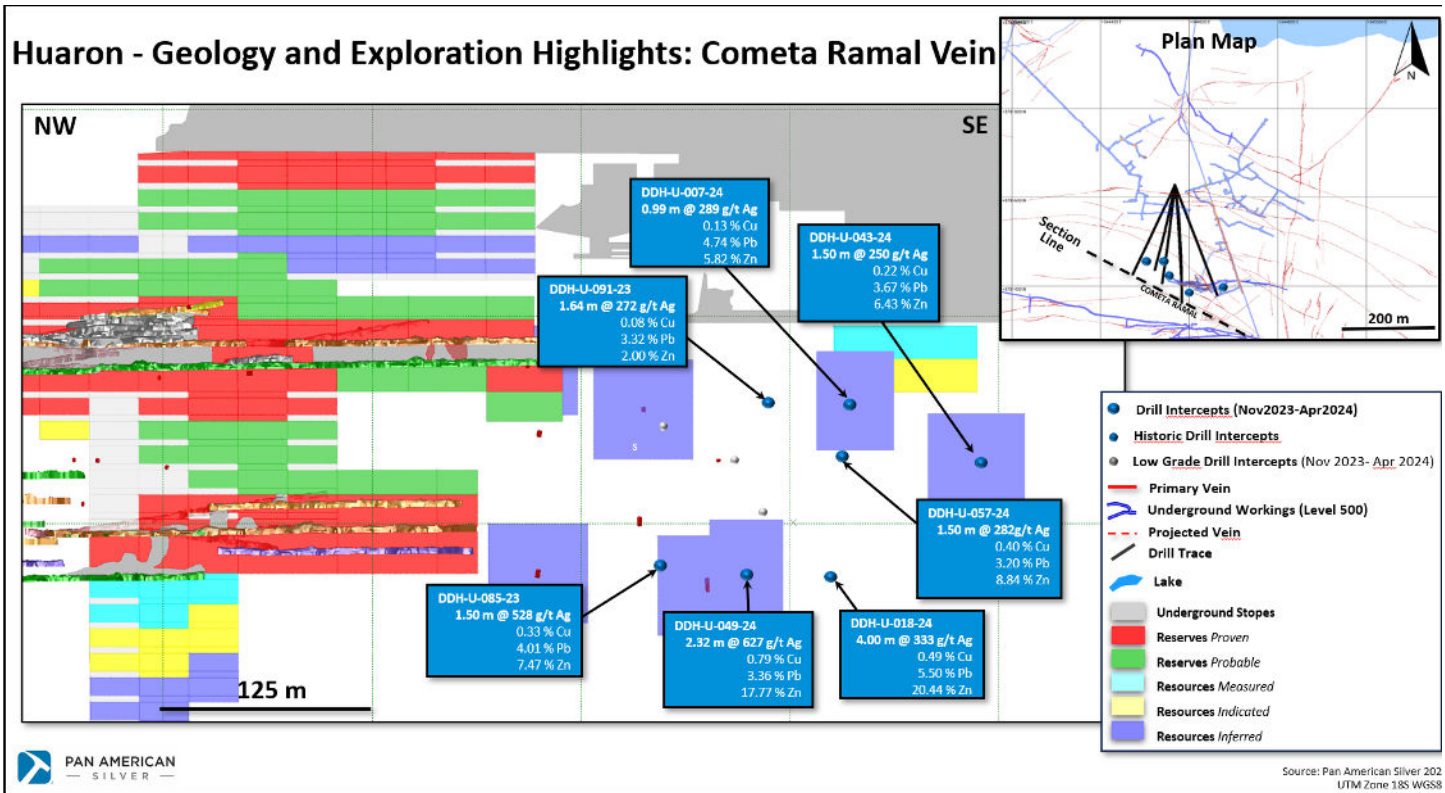 Huaron - Geology and Exploration Highlights: Cometa Ramal Vein
Plan Map
N
Section
Line
COMETA RAMAL
200 m
NW
SE
DDH-U-007-24
0.99 m @ 289 g/t Ag
0.13 % Cu
4.74 % Pb
5.82 % Zn
DDH-U-043-24
1.50 m @ 250 g/t Ag
0.22 % Cu
3.67 % Pb
6.43 % Zn
DDH-U-091-23
1.64 m @ 272 g/t Ag
0.08 % Cu
3.32 % Pb
2.00 % Zn
S
DDH-U-057-24
1.50 m @ 282g/t Ag
0.40 % Cu
3.20 % Pb
8.84 % Zn
DDH-U-085-23
1.50 m @ 528 g/t Ag
0.33 % Cu
4.01 % Pb
7.47 % Zn
DDH-U-049-24
2.32 m @ 627 g/t Ag
0.79 % Cu
3.36 % Pb
17.77 % Zn
DDH-U-018-24
4.00 m @ 333 g/t Ag
0.49 % Cu
5.50 % Pb
20.44 % Zn
125 m
Drill Intercepts (Nov2023-Apr2024)
Historic Drill Intercepts
Low Grade Drill Intercepts (Nov 2023- Apr 2024)
Primary Vein
Underground Workings (Level 500)
Projected Vein
Drill Trace
Lake
Underground Stopes
Reserves Proven
Reserves Probable
Resources Measured
Resources Indicated
Resources Inferred
PAN AMERICAN
— SILVER —
Source: Pan American Silver 202
UTM Zone 18S WGS8